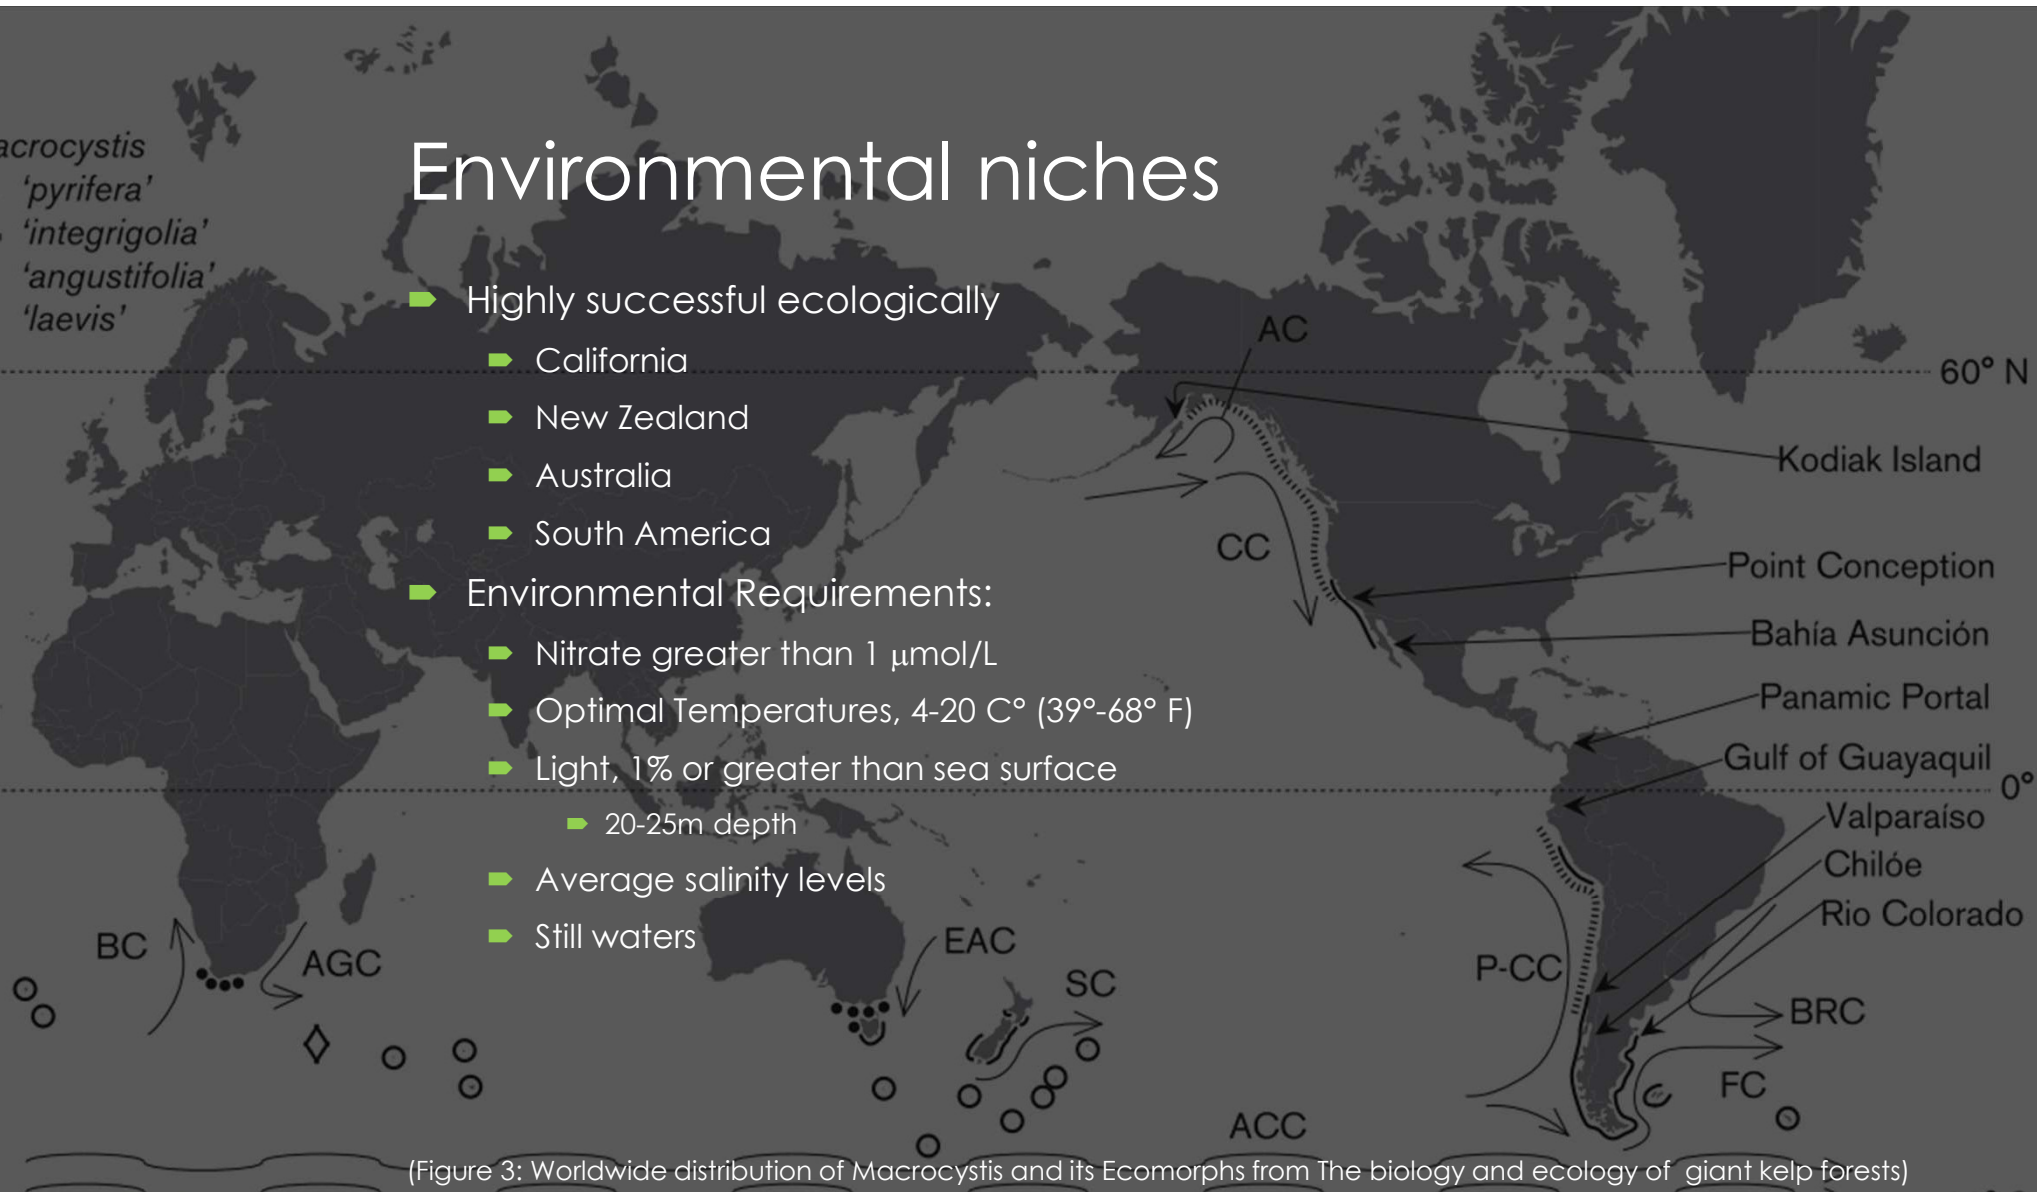 acrocystis
'pyrifera'
'integrigolia'
'angustifolia'
'laevis'
Environmental niches
Highly successful ecologically
California
New Zealand
Australia
South America
Environmental Requirements:
Nitrate greater than 1 μmol/L
Optimal Temperatures, 4-20 C° (39°-68° F)
Light, 1% or greater than sea surface
20-25m depth
Average salinity levels
Still waters
AC
60° N
Kodiak Island
CC
Point Conception
Bahía Asunción
Panamic Portal
Gulf of Guayaquil
0°
Valparaíso
Chilóe
Rio Colorado
BC
AGC
EAC
SC
P-CC
BRC
FC
ACC
(Figure 3: Worldwide distribution of Macrocystis and its Ecomorphs from The biology and ecology of giant kelp forests)